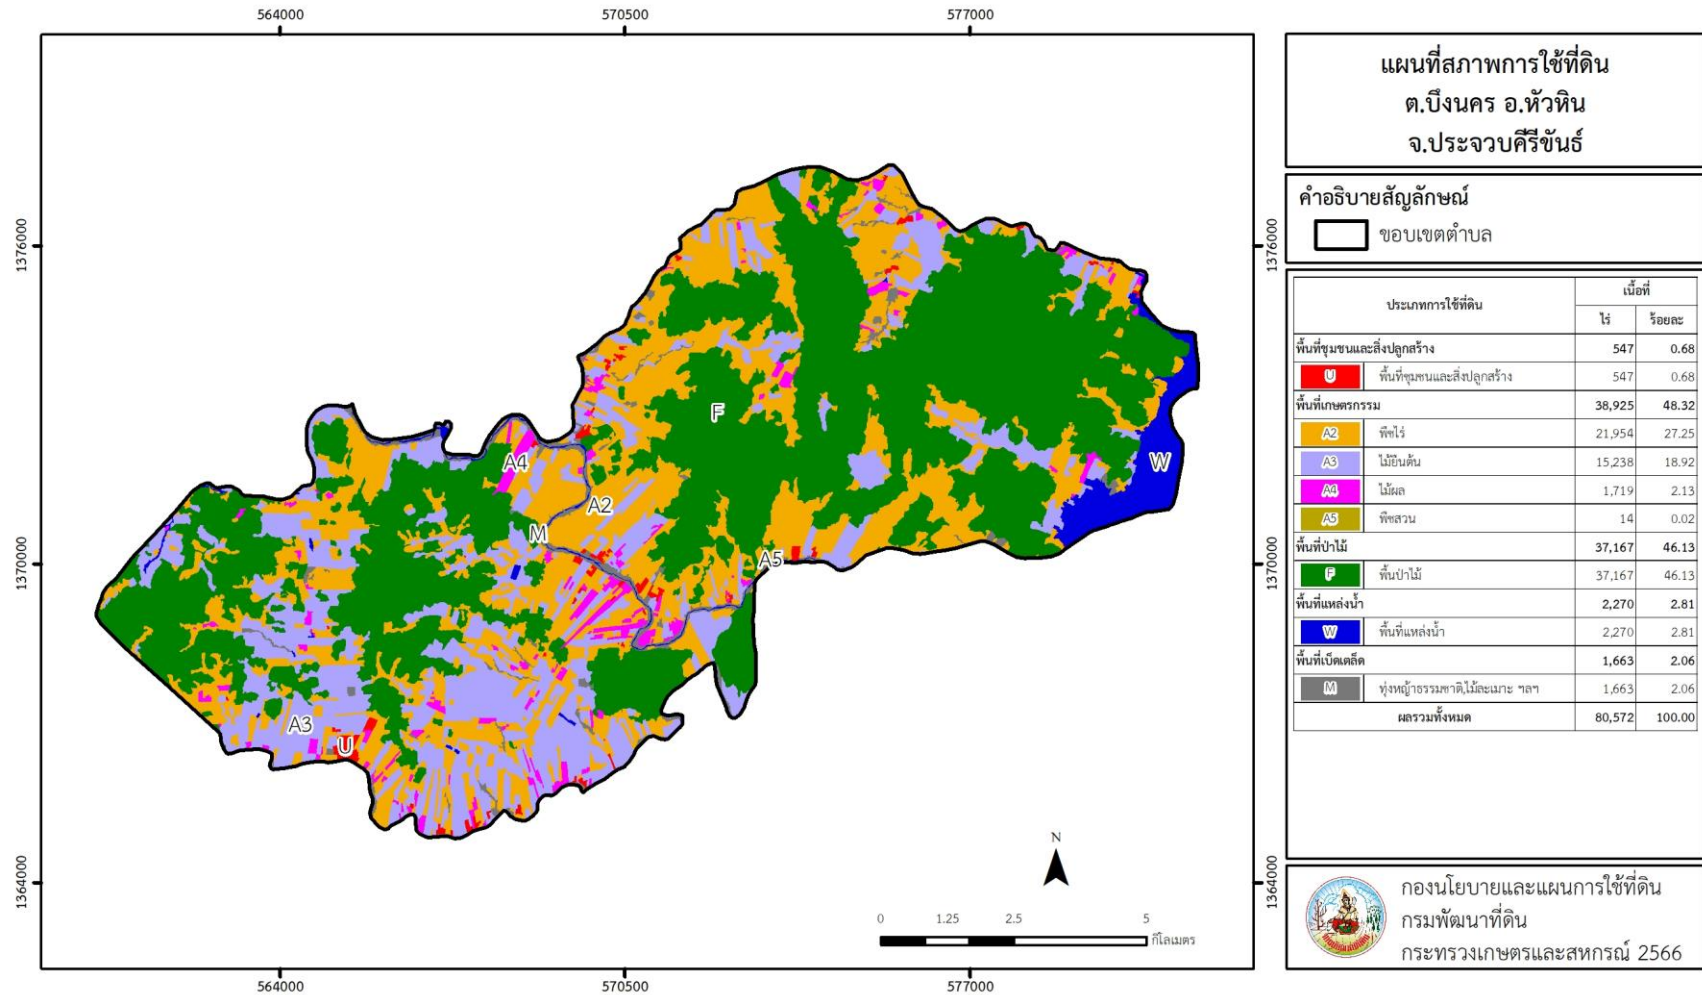 564000
570500
577000
1376000
1376000
1370000
1370000
1364000
1364000
564000
570500
577000
F
W
A4
A2
M
A5
A3
U
N
0 1.25 2.5 5
กิโลเมตร
แผนที่สภาพการใช้ที่ดิน
ต.บึงนคร อ.หัวหิน
จ.ประจวบคีรีขันธ์
คำอธิบายสัญลักษณ์
ขอบเขตตำบล
ประเภทการใช้ที่ดิน เนื้อที่
ไร่ ร้อยละ
พื้นที่ชุมชนและสิ่งปลูกสร้าง 547 0.68
U พื้นที่ชุมชนและสิ่งปลูกสร้าง 547 0.68
พื้นที่เกษตรกรรม 38,925 48.32
A2 พืชไร่ 21,954 27.25
A3 ไม้ยืนต้น 15,238 18.92
A4 ไม้ผล 1,719 2.13
A5 พืชสวน 14 0.02
พื้นที่ป่าไม้ 37,167 46.13
F พื้นป่าไม้ 37,167 46.13
พื้นที่แหล่งน้ำ 2,270 2.81
W พื้นที่แหล่งน้ำ 2,270 2.81
พื้นที่เบ็ดเตล็ด 1,663 2.06
M ทุ่งหญ้าธรรมชาติ,ไม้ละเมาะ ฯลฯ 1,663 2.06
ผลรวมทั้งหมด 80,572 100.00
กองนโยบายและแผนการใช้ที่ดิน
กรมพัฒนาที่ดิน
กระทรวงเกษตรและสหกรณ์ 2566